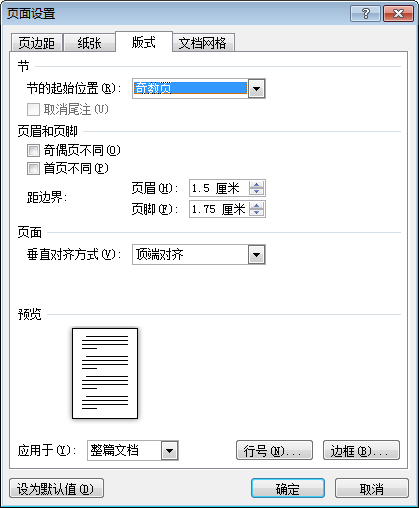 页面设置
页边距 纸张 版式 文档网格
节
节的起始位置(R): 奇数页
取消尾注(U)
页眉和页脚
奇偶页不同(O)
首页不同(P)
距边界: 页眉(H): 1.5 厘米
页脚(F): 1.75 厘米
页面
垂直对齐方式(V): 顶端对齐
预览
应用于(Y): 整篇文档 行号(N)... 边框(B)...
设为默认值(D) 确定 取消